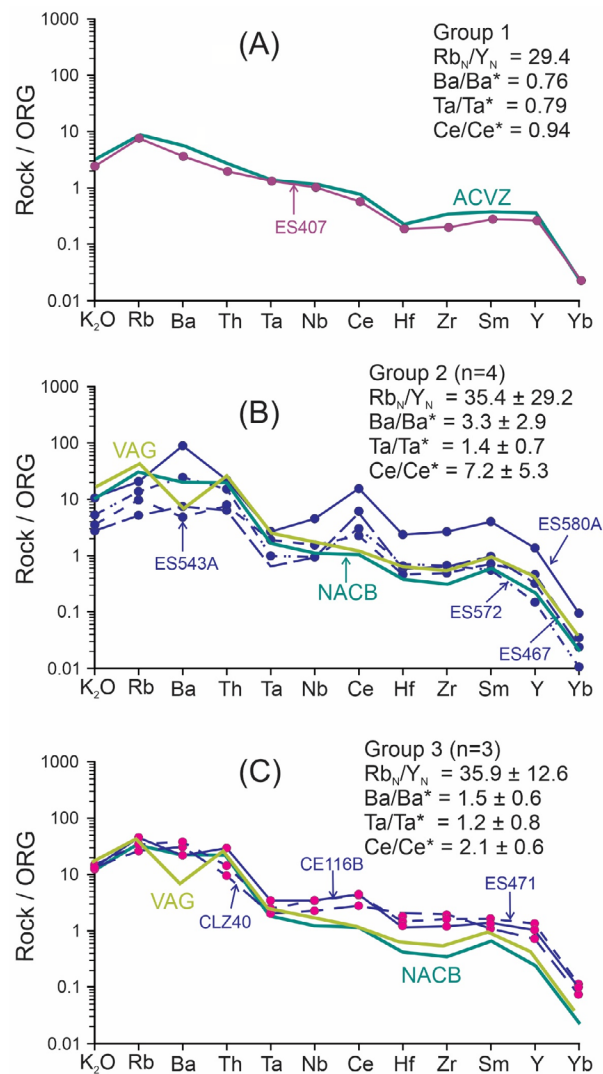 (A)
Group 1
Rb_N/Y_N = 29.4
Ba/Ba* = 0.76
Ta/Ta* = 0.79
Ce/Ce* = 0.94
Rock / ORG
1000
100
10
1
0.1
0.01
ES407
ACVZ
K₂O Rb Ba Th Ta Nb Ce Hf Zr Sm Y Yb
(B)
Group 2 (n=4)
Rb_N/Y_N = 35.4 ± 29.2
Ba/Ba* = 3.3 ± 2.9
Ta/Ta* = 1.4 ± 0.7
Ce/Ce* = 7.2 ± 5.3
Rock / ORG
1000
100
10
1
0.1
0.01
VAG
ES543A
NACB
ES580A
ES572
ES467
K₂O Rb Ba Th Ta Nb Ce Hf Zr Sm Y Yb
(C)
Group 3 (n=3)
Rb_N/Y_N = 35.9 ± 12.6
Ba/Ba* = 1.5 ± 0.6
Ta/Ta* = 1.2 ± 0.8
Ce/Ce* = 2.1 ± 0.6
Rock / ORG
1000
100
10
1
0.1
0.01
CE116B
ES471
VAG
CLZ40
NACB
K₂O Rb Ba Th Ta Nb Ce Hf Zr Sm Y Yb